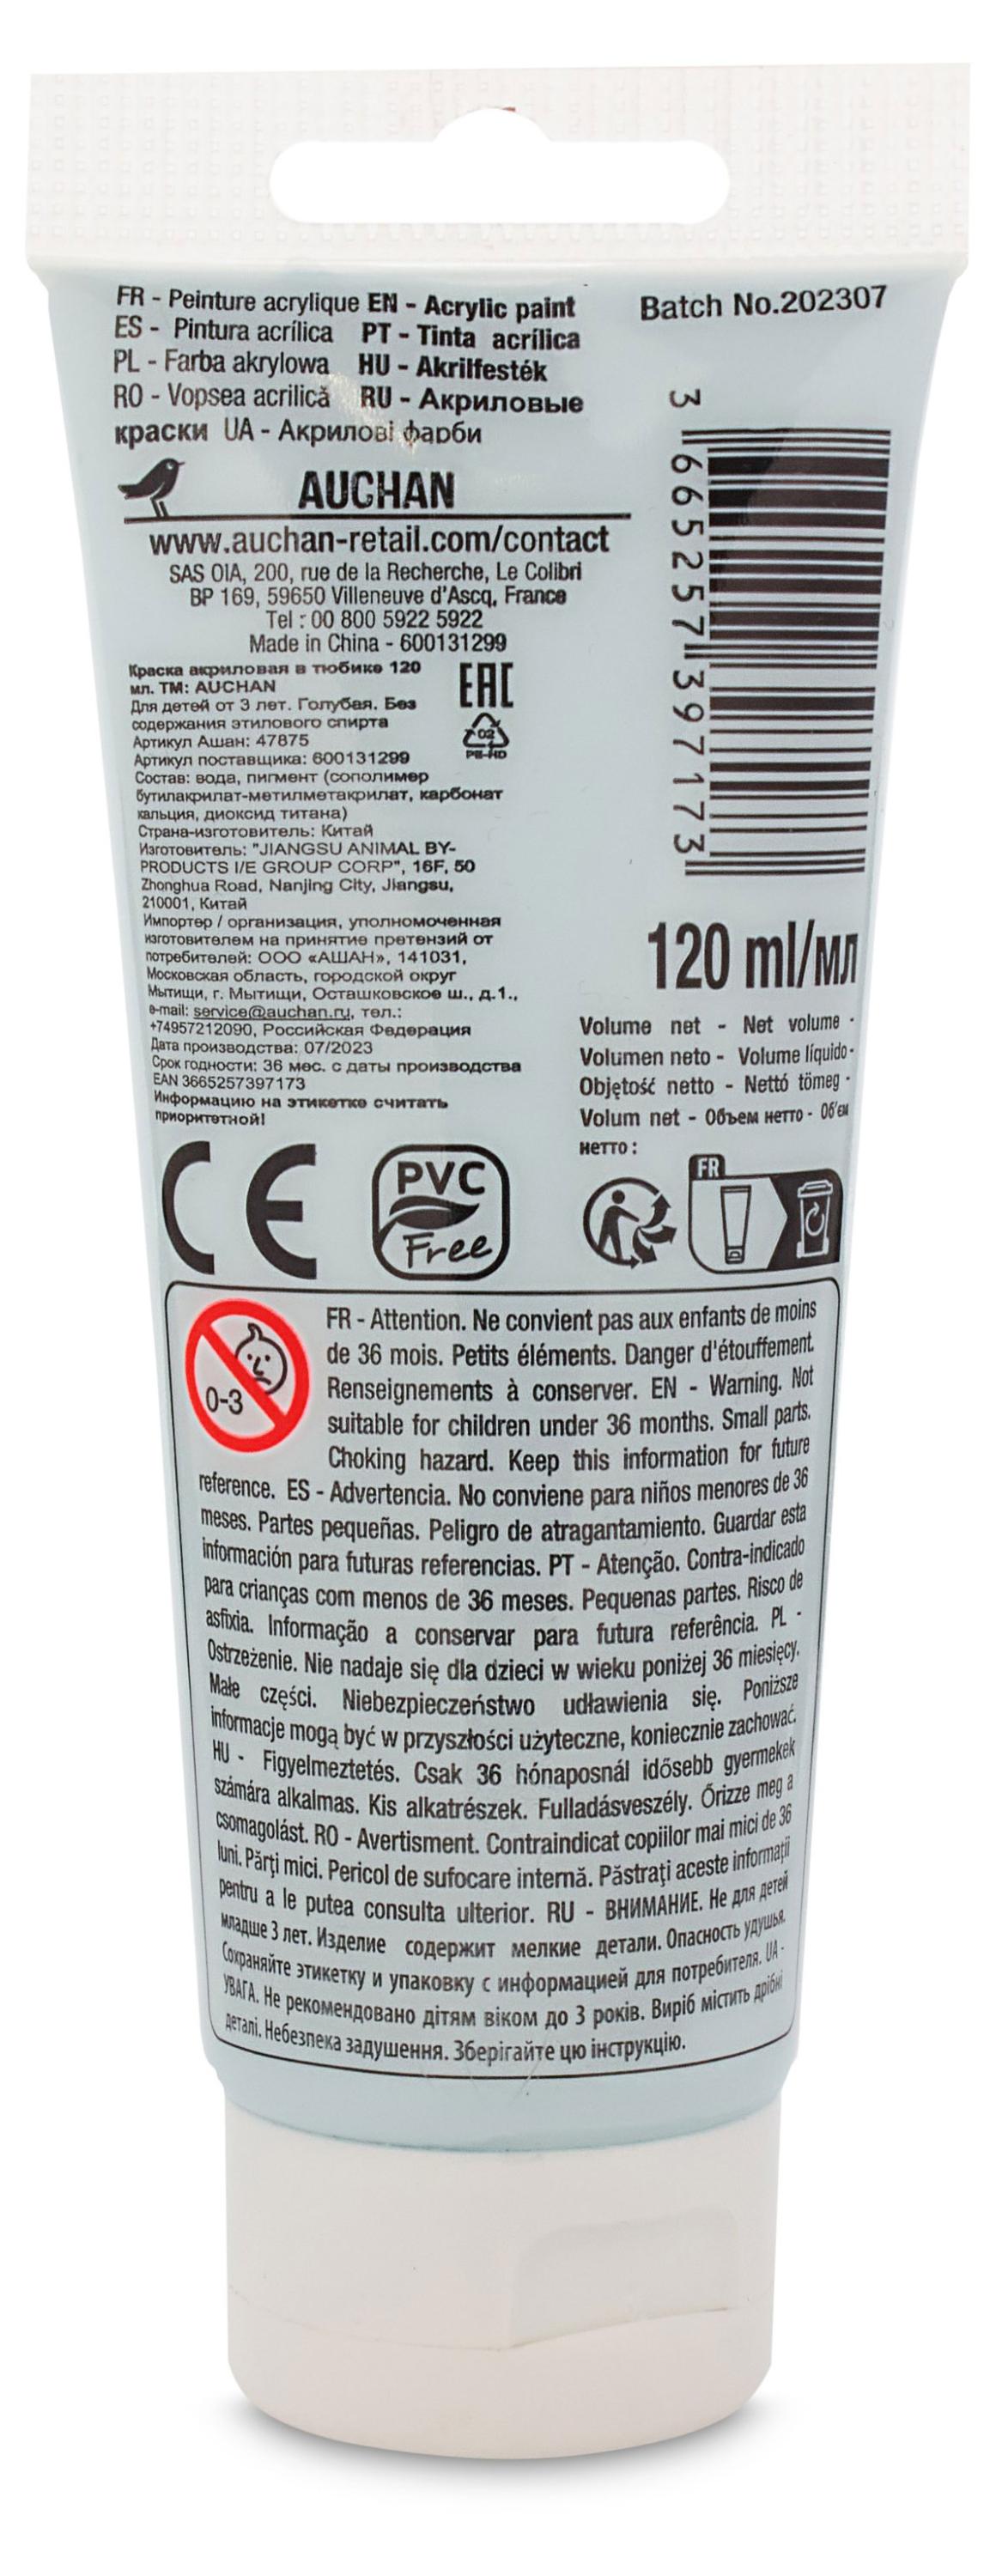 FR - Peinture acrylique EN - Acrylic paint
ES - Pintura acrílica PT - Tinta acrílica
PL - Farba akrylowa HU - Akrilfesték
RO - Vopsea acrilică RU - Акриловые
краски UA - Акрилові фарби
AUCHAN
www.auchan-retail.com/contact
SAS OIA, 200, rue de la Recherche, Le Colibri
BP 169, 59650 Villeneuve d'Ascq, France
Tel : 00 800 5922 5922
Made in China - 600131299
Краска акриловая в тюбике 120
мл. ТМ: AUCHAN
Для детей от 3 лет. Голубая. Без
содержания этилового спирта
Артикул Ашан: 47875
Артикул поставщика: 600131299
Состав: вода, пигмент (сополимер
бутилакрилат-метилметакрилат, карбонат
кальция, диоксид титана)
Страна-изготовитель: Китай
Изготовитель: "JIANGSU ANIMAL BY-
PRODUCTS I/E GROUP CORP", 16F, 50
Zhonghua Road, Nanjing City, Jiangsu,
210001, Китай
Импортер / организация, уполномоченная
изготовителем на принятие претензий от
потребителей: ООО «АШАН», 141031,
Московская область, городской округ
Мытищи, г. Мытищи, Осташковское ш., д.1.,
e-mail: service@auchan.ru, тел.:
+74957212090, Российская Федерация
Дата производства: 07/2023
Срок годности: 36 мес. с даты производства
EAN 3665257397173
Информацию на этикетке считать
приоритетной!
EAC
02
PE-HD
Batch No.202307
3 665257 397173
120 ml/мл
Volume net - Net volume -
Volumen neto - Volume líquido -
Objętość netto - Nettó tömeg -
Volum net - Объем нетто - Об'єм
нетто :
CE
PVC
Free
FR
0-3
FR - Attention. Ne convient pas aux enfants de moins
de 36 mois. Petits éléments. Danger d'étouffement.
Renseignements à conserver. EN - Warning. Not
suitable for children under 36 months. Small parts.
Choking hazard. Keep this information for future
reference. ES - Advertencia. No conviene para niños menores de 36
meses. Partes pequeñas. Peligro de atragantamiento. Guardar esta
información para futuras referencias. PT - Atenção. Contra-indicado
para crianças com menos de 36 meses. Pequenas partes. Risco de
asfixia. Informação a conservar para futura referência. PL -
Ostrzeżenie. Nie nadaje się dla dzieci w wieku poniżej 36 miesięcy.
Małe części. Niebezpieczeństwo udławienia się. Poniższe
informacje mogą być w przyszłości użyteczne, koniecznie zachować.
HU - Figyelmeztetés. Csak 36 hónaposnál idősebb gyermekek
számára alkalmas. Kis alkatrészek. Fulladásveszély. Őrizze meg a
csomagolást. RO - Avertisment. Contraindicat copiilor mai mici de 36
luni. Părţi mici. Pericol de sufocare internă. Păstraţi aceste informaţii
pentru a le putea consulta ulterior. RU - ВНИМАНИЕ. Не для детей
младше 3 лет. Изделие содержит мелкие детали. Опасность удушья.
Сохраняйте этикетку и упаковку с информацией для потребителя. UA -
УВАГА. Не рекомендовано дітям віком до 3 років. Виріб містить дрібні
деталі. Небезпека задушення. Зберігайте цю інструкцію.